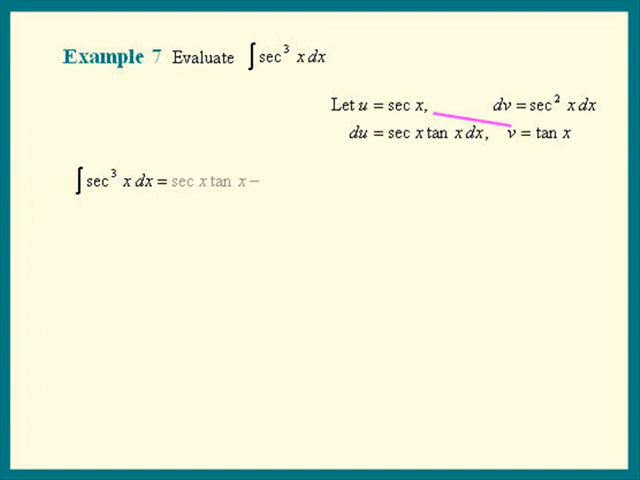 Example 7 Evaluate ∫sec³ x dx
Let u = sec x, dv = sec² x dx
du = sec x tan x dx, v = tan x
∫sec³ x dx = sec x tan x −